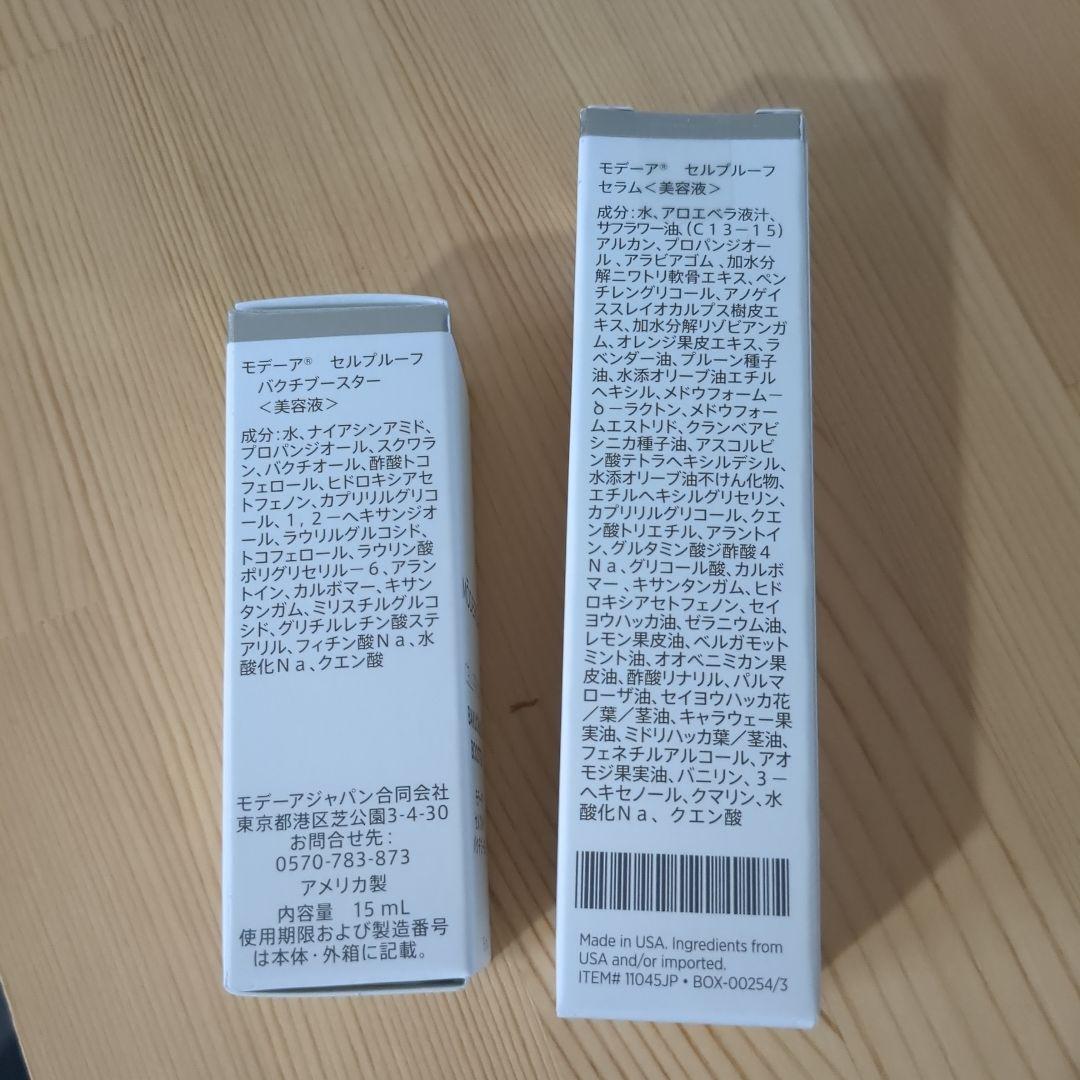 モデーア® セルプルーフ
バクチブースター
＜美容液＞
成分：水、ナイアシンアミド、
プロパンジオール、スクワラ
ン、バクチオール、酢酸トコ
フェロール、ヒドロキシアセ
トフェノン、カプリリルグリコ
ール、１，２－ヘキサンジオ
ール、ラウリルグルコシド、
トコフェロール、ラウリン酸
ポリグリセリル－６、アラン
トイン、カルボマー、キサン
タンガム、ミリスチルグルコ
シド、グリチルレチン酸ステ
アリル、フィチン酸Ｎａ、水
酸化Ｎａ、クエン酸
モデーアジャパン合同会社
東京都港区芝公園3-4-30
お問合せ先：
0570-783-873
アメリカ製
内容量 15 mL
使用期限および製造番号
は本体・外箱に記載。
モデーア® セルプルーフ
セラム＜美容液＞
成分：水、アロエベラ液汁、
サフラワー油、（Ｃ１３－１５）
アルカン、プロパンジオー
ル、アラビアゴム、加水分
解ニワトリ軟骨エキス、ペン
チレングリコール、アノゲイ
ススレイオカルプス樹皮エ
キス、加水分解リゾビアンガ
ム、オレンジ果皮エキス、ラ
ベンダー油、プルーン種子
油、水添オリーブ油エチル
ヘキシル、メドウフォーム－
δ－ラクトン、メドウフォー
ムエストリド、クランベアビ
シニカ種子油、アスコルビ
ン酸テトラヘキシルデシル、
水添オリーブ油不けん化物、
エチルヘキシルグリセリン、
カプリリルグリコール、クエ
ン酸トリエチル、アラントイ
ン、グルタミン酸ジ酢酸４
Ｎａ、グリコール酸、カルボ
マー、キサンタンガム、ヒド
ロキシアセトフェノン、セイ
ヨウハッカ油、ゼラニウム油、
レモン果皮油、ベルガモット
ミント油、オオベニミカン果
皮油、酢酸リナリル、パルマ
ローザ油、セイヨウハッカ花
／葉／茎油、キャラウェー果
実油、ミドリハッカ葉／茎油、
フェネチルアルコール、アオ
モジ果実油、バニリン、３－
ヘキセノール、クマリン、水
酸化Ｎａ、クエン酸
Made in USA. Ingredients from
USA and/or imported.
ITEM# 11045JP • BOX-00254/3